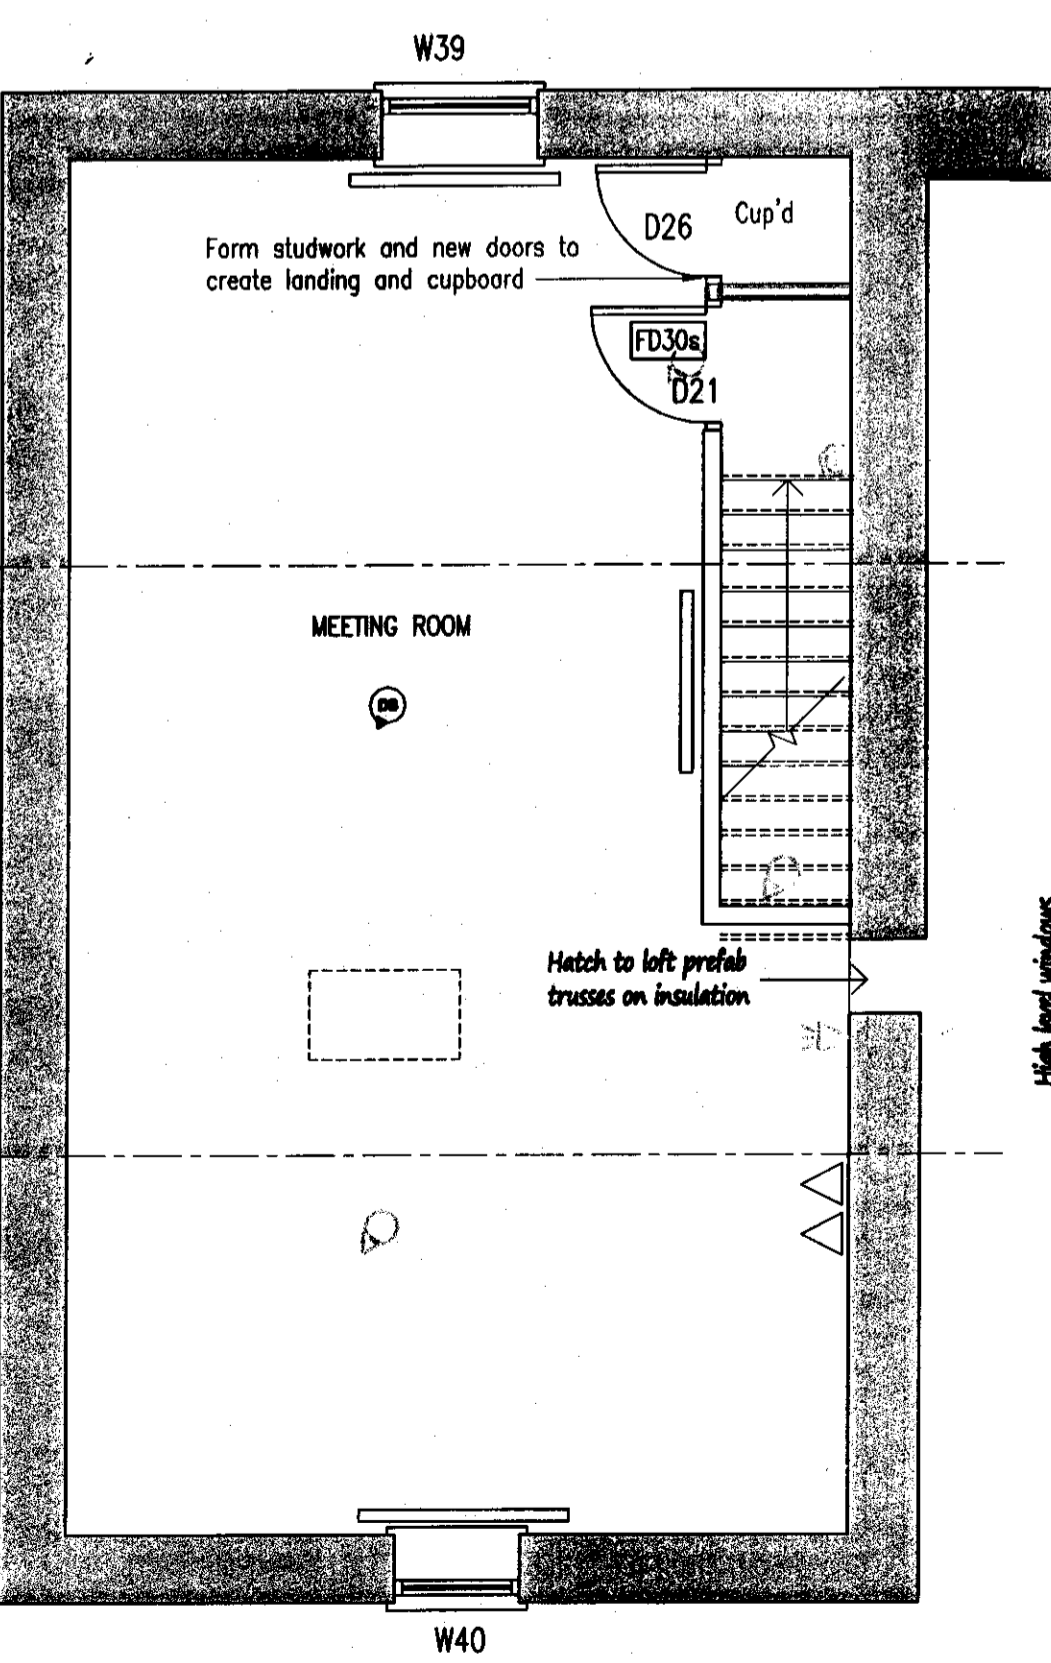 W39
Form studwork and new doors to
create landing and cupboard
D26
Cup'd
FD30s
D21
MEETING ROOM
Hatch to loft prefab
trusses on insulation
High level windows
W40